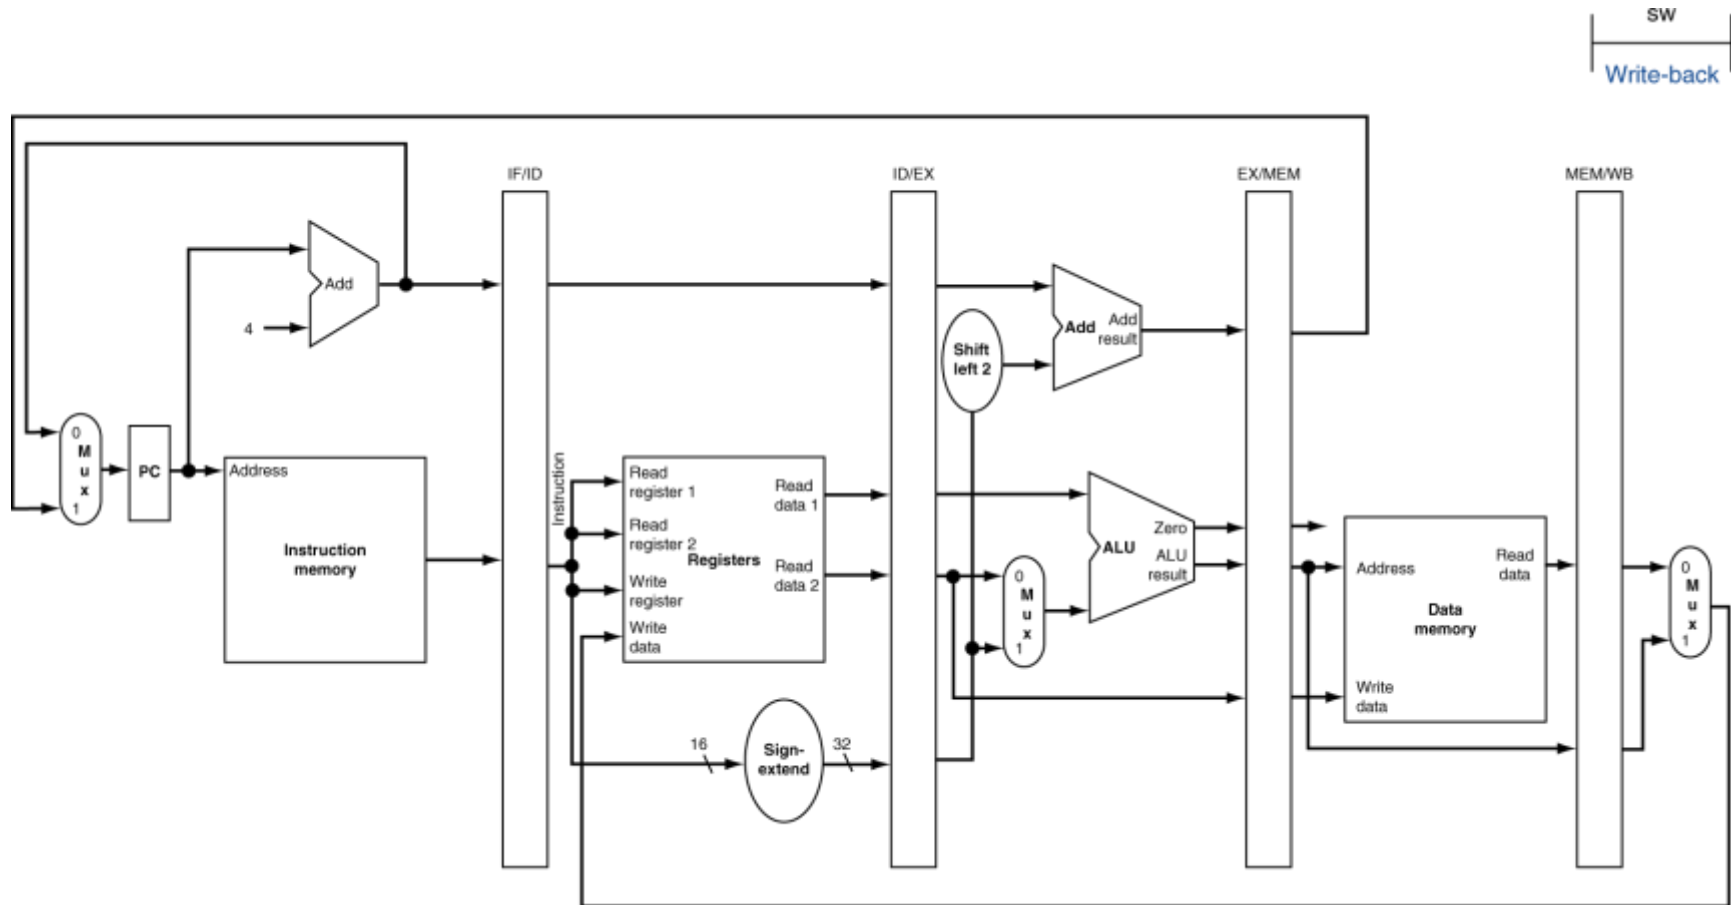 SW
Write-back
IF/ID
ID/EX
EX/MEM
MEM/WB
Add
4
Add
Add
result
Shift
left 2
0
M
u
x
1
PC
Address
Instruction
memory
Instruction
Read
register 1
Read
register 2
Write
register
Write
data
Registers
Read
data 1
Read
data 2
16
Sign-
extend
32
0
M
u
x
1
ALU
Zero
ALU
result
Address
Read
data
Data
memory
Write
data
0
M
u
x
1